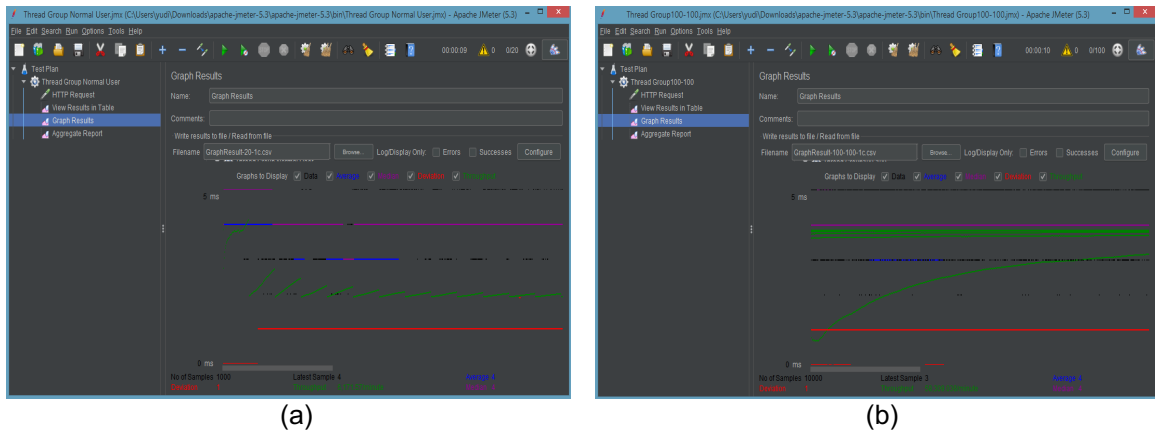 Thread Group Normal User.jmx (C:\Users\yudi\Downloads\apache-jmeter-5.3\apache-jmeter-5.3\bin\Thread Group Normal User.jmx) - Apache JMeter (5.3)
File Edit Search Run Options Tools Help
00:00:09 0 0/20
Test Plan
Thread Group Normal User
HTTP Request
View Results in Table
Graph Results
Aggregate Report
Graph Results
Name: Graph Results
Comments:
Write results to file / Read from file
Filename GraphResult-20-1c.csv Browse... Log/Display Only: Errors Successes Configure
Graphs to Display Data Average
5 ms
0 ms
No of Samples 1000 Latest Sample 4 Average 4
Deviation 1
(a)
Thread Group100-100.jmx (C:\Users\yudi\Downloads\apache-jmeter-5.3\apache-jmeter-5.3\bin\Thread Group100-100.jmx) - Apache JMeter (5.3)
File Edit Search Run Options Tools Help
00:00:10 0 0/100
Test Plan
Thread Group100-100
HTTP Request
View Results in Table
Graph Results
Aggregate Report
Graph Results
Name: Graph Results
Comments:
Write results to file / Read from file
Filename GraphResult-100-100-1c.csv Browse... Log/Display Only: Errors Successes Configure
Graphs to Display Data Average
5 ms
0 ms
No of Samples 10000 Latest Sample 3 Average 4
Deviation 1
(b)